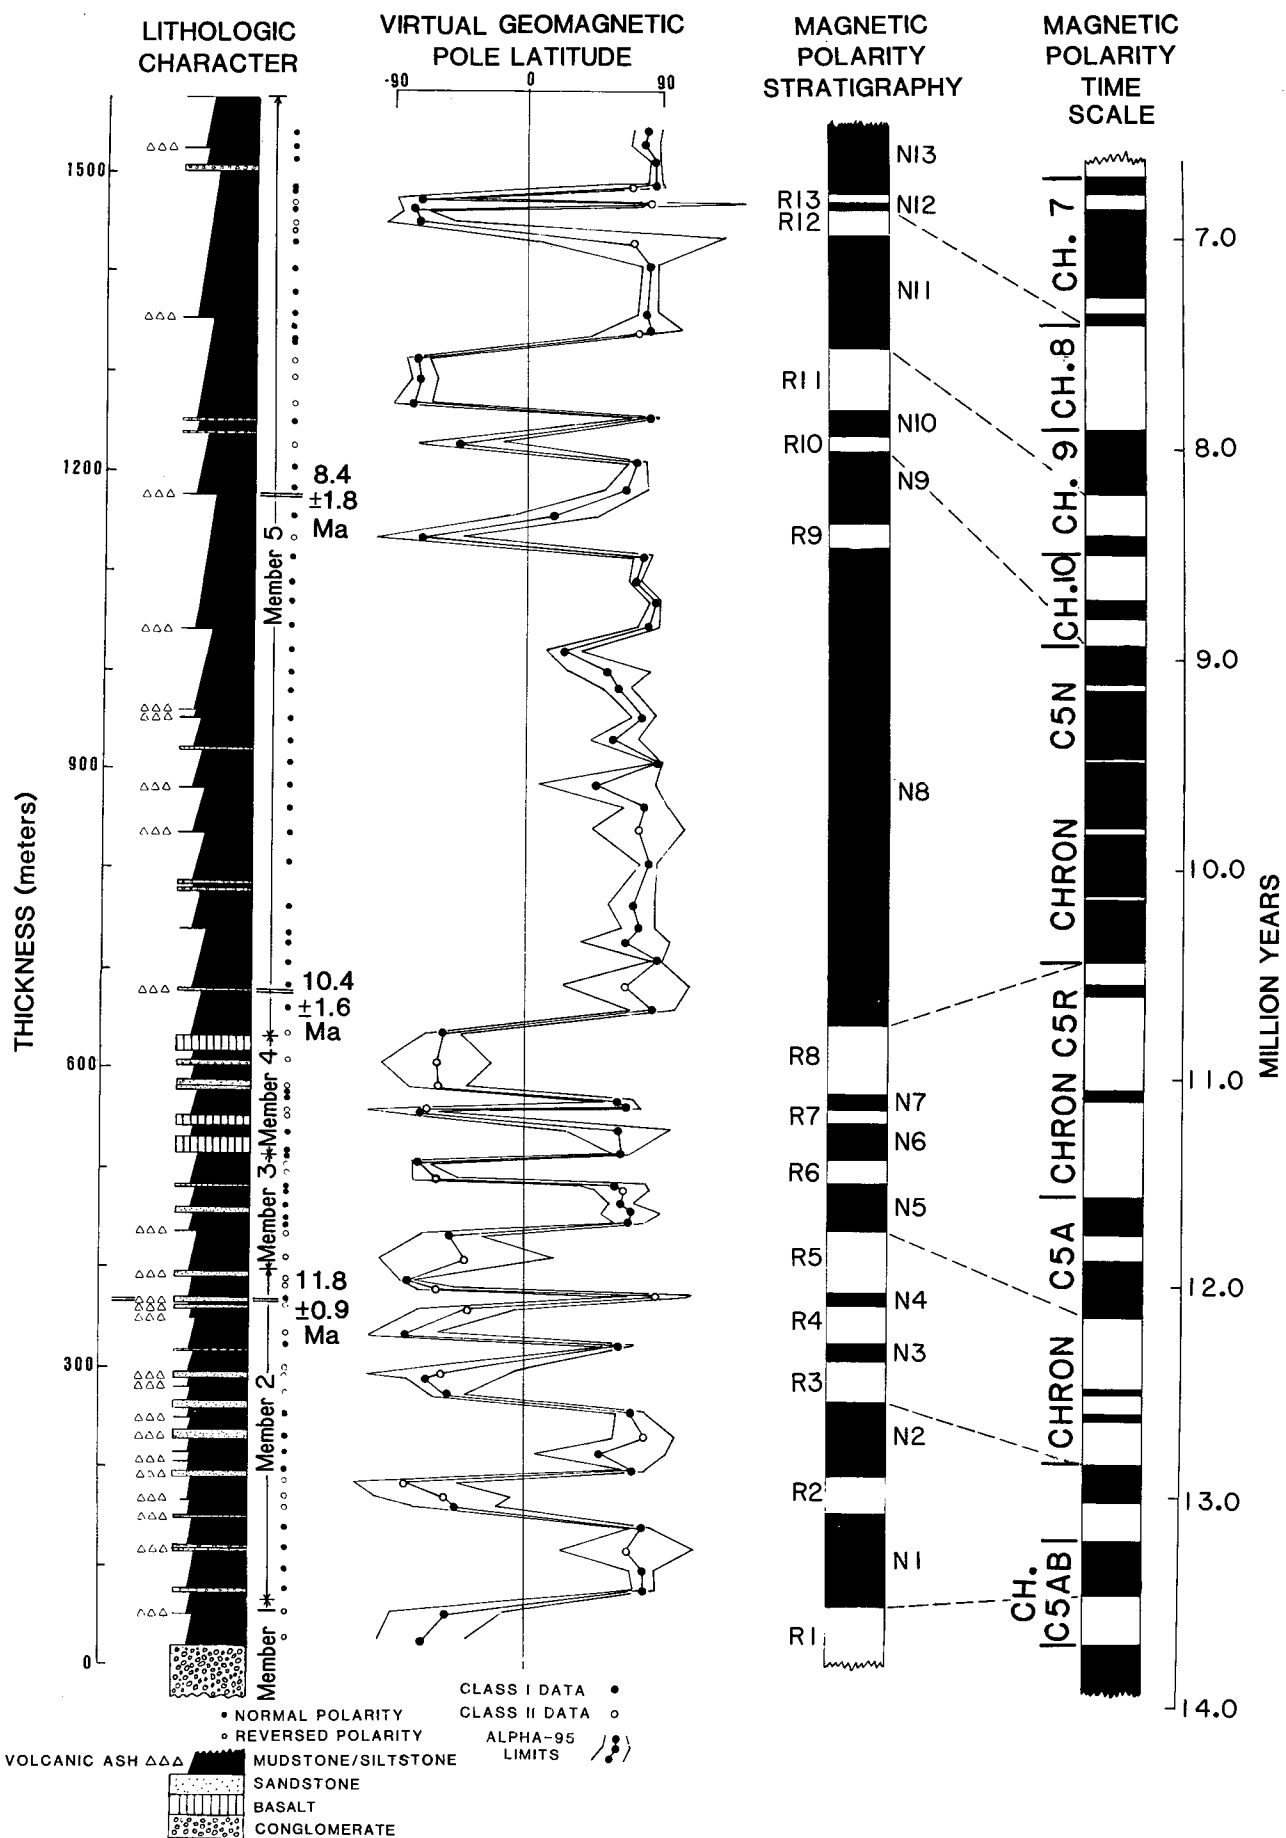 LITHOLOGIC
CHARACTER
VIRTUAL GEOMAGNETIC
POLE LATITUDE
-90 0 90
MAGNETIC
POLARITY
STRATIGRAPHY
MAGNETIC
POLARITY
TIME
SCALE
THICKNESS (meters)
1500
1200
900
600
300
0
Member 5
Member 4
Member 3
Member 2
Member 1
8.4
±1.8
Ma
10.4
±1.6
Ma
11.8
±0.9
Ma
N13
R13
N12
R12
N11
R11
N10
R10
N9
R9
N8
R8
N7
R7
N6
R6
N5
R5
N4
R4
N3
R3
N2
R2
N1
R1
CH. 7
CH. 8
CH. 9
CH. 10
CHRON C5N
CHRON C5R
CHRON C5A
CH.
C5AB
7.0
8.0
9.0
10.0
11.0
12.0
13.0
14.0
MILLION YEARS
CLASS I DATA
CLASS II DATA
ALPHA-95
LIMITS
NORMAL POLARITY
REVERSED POLARITY
VOLCANIC ASH
MUDSTONE/SILTSTONE
SANDSTONE
BASALT
CONGLOMERATE